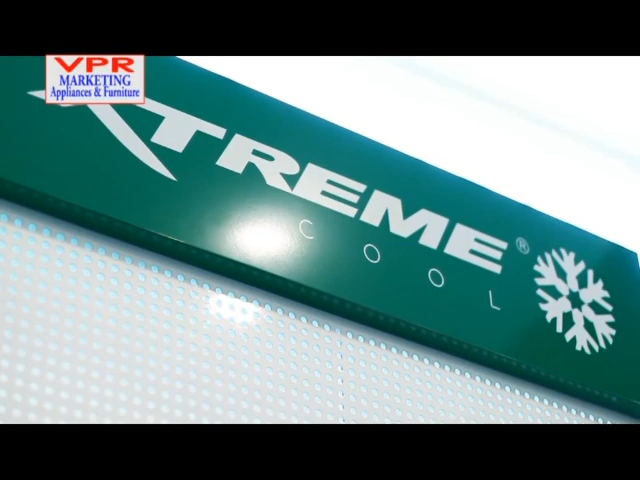 VPR
MARKETING
Appliances & Furniture
XTREME®
COOL